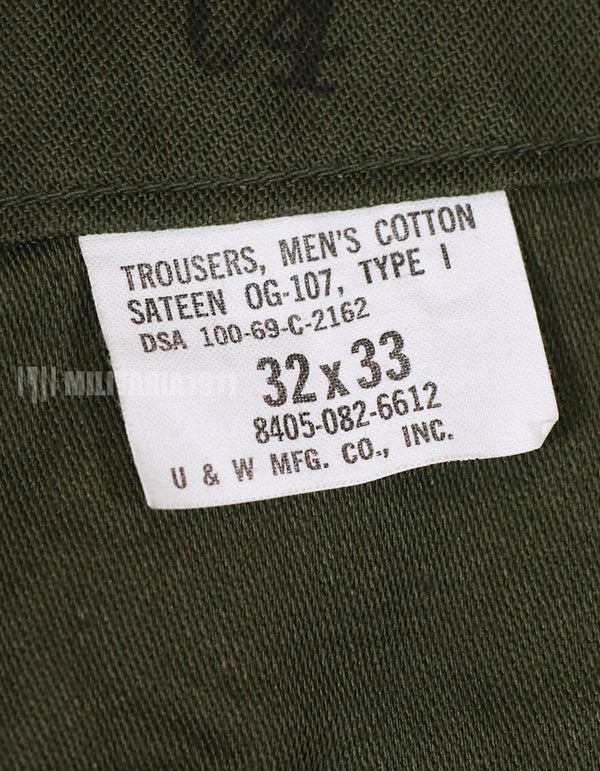 04
TROUSERS, MEN'S COTTON
SATEEN OG-107, TYPE I
DSA 100-69-C-2162
32 x 33
8405-082-6612
U & W MFG. CO., INC.